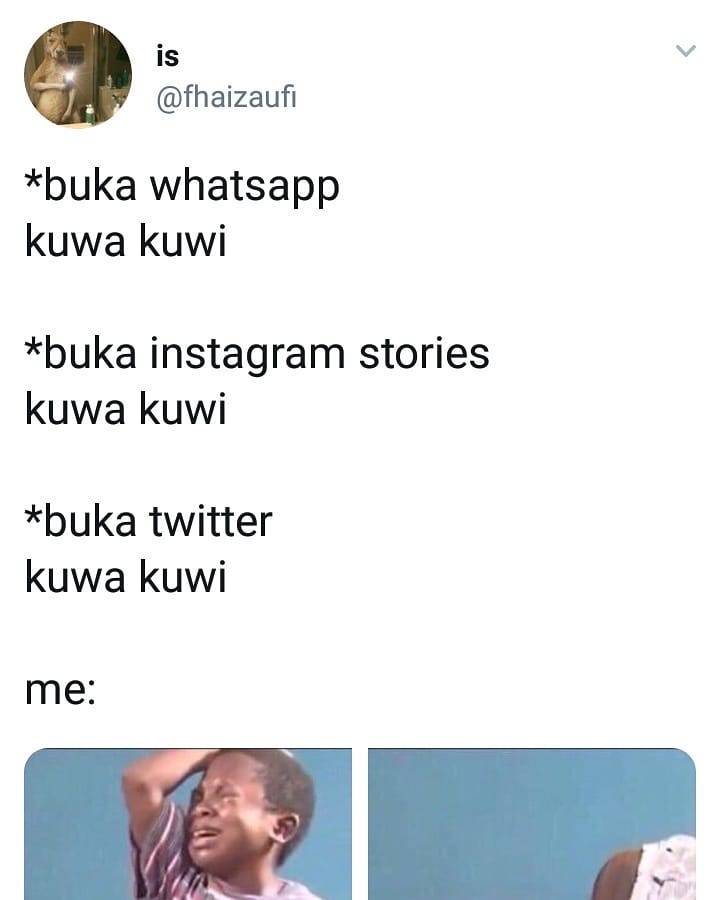 is
@fhaizaufi
*buka whatsapp
kuwa kuwi
*buka instagram stories
kuwa kuwi
*buka twitter
kuwa kuwi
me: